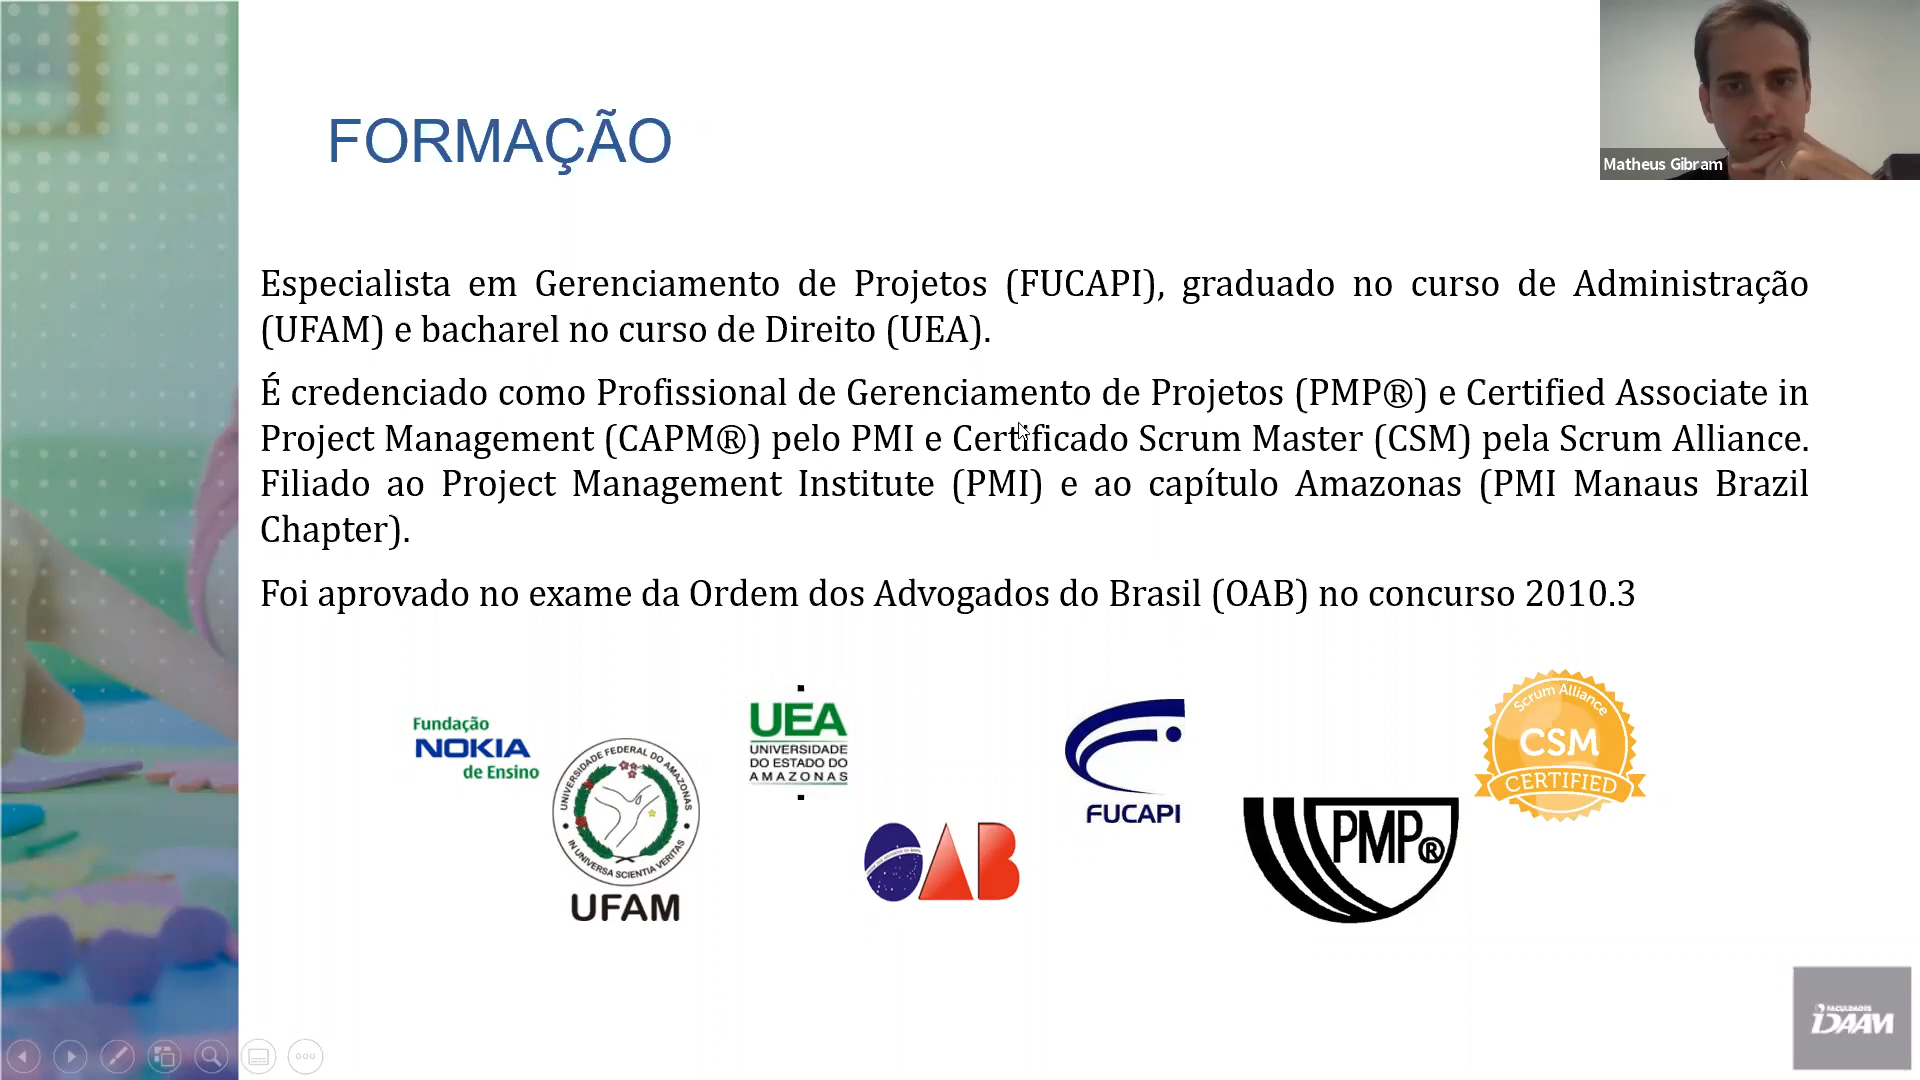 FORMAÇÃO
Matheus Gibram
Especialista em Gerenciamento de Projetos (FUCAPI), graduado no curso de Administração
(UFAM) e bacharel no curso de Direito (UEA).
É credenciado como Profissional de Gerenciamento de Projetos (PMP®) e Certified Associate in
Project Management (CAPM®) pelo PMI e Certificado Scrum Master (CSM) pela Scrum Alliance.
Filiado ao Project Management Institute (PMI) e ao capítulo Amazonas (PMI Manaus Brazil
Chapter).
Foi aprovado no exame da Ordem dos Advogados do Brasil (OAB) no concurso 2010.3
Fundação
NOKIA
de Ensino
UNIVERSIDADE FEDERAL DO AMAZONAS
IN UNIVERSA SCIENTIA VERITAS
UFAM
UEA
UNIVERSIDADE
DO ESTADO DO
AMAZONAS
OAB
FUCAPI
PMP®
Scrum Alliance
CSM
CERTIFIED
FACULDADES
IDAAM